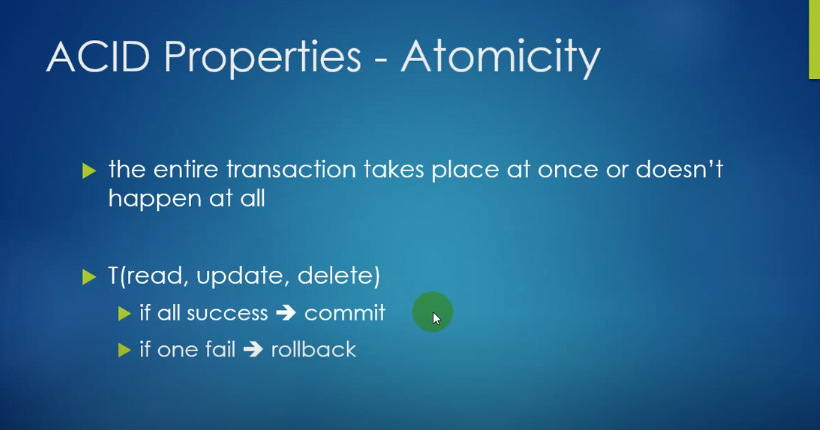 ACID Properties - Atomicity
the entire transaction takes place at once or doesn’t
happen at all
T(read, update, delete)
if all success ➔ commit
if one fail ➔ rollback